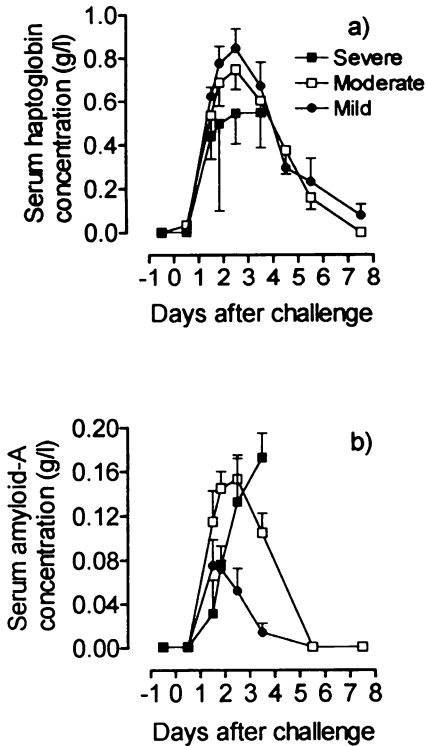 a)
Severe
Moderate
Mild
Serum haptoglobin
concentration (g/l)
1.0
0.8
0.6
0.4
0.2
0.0
-1 0 1 2 3 4 5 6 7 8
Days after challenge
b)
Serum amyloid-A
concentration (g/l)
0.20
0.16
0.12
0.08
0.04
0.00
-1 0 1 2 3 4 5 6 7 8
Days after challenge